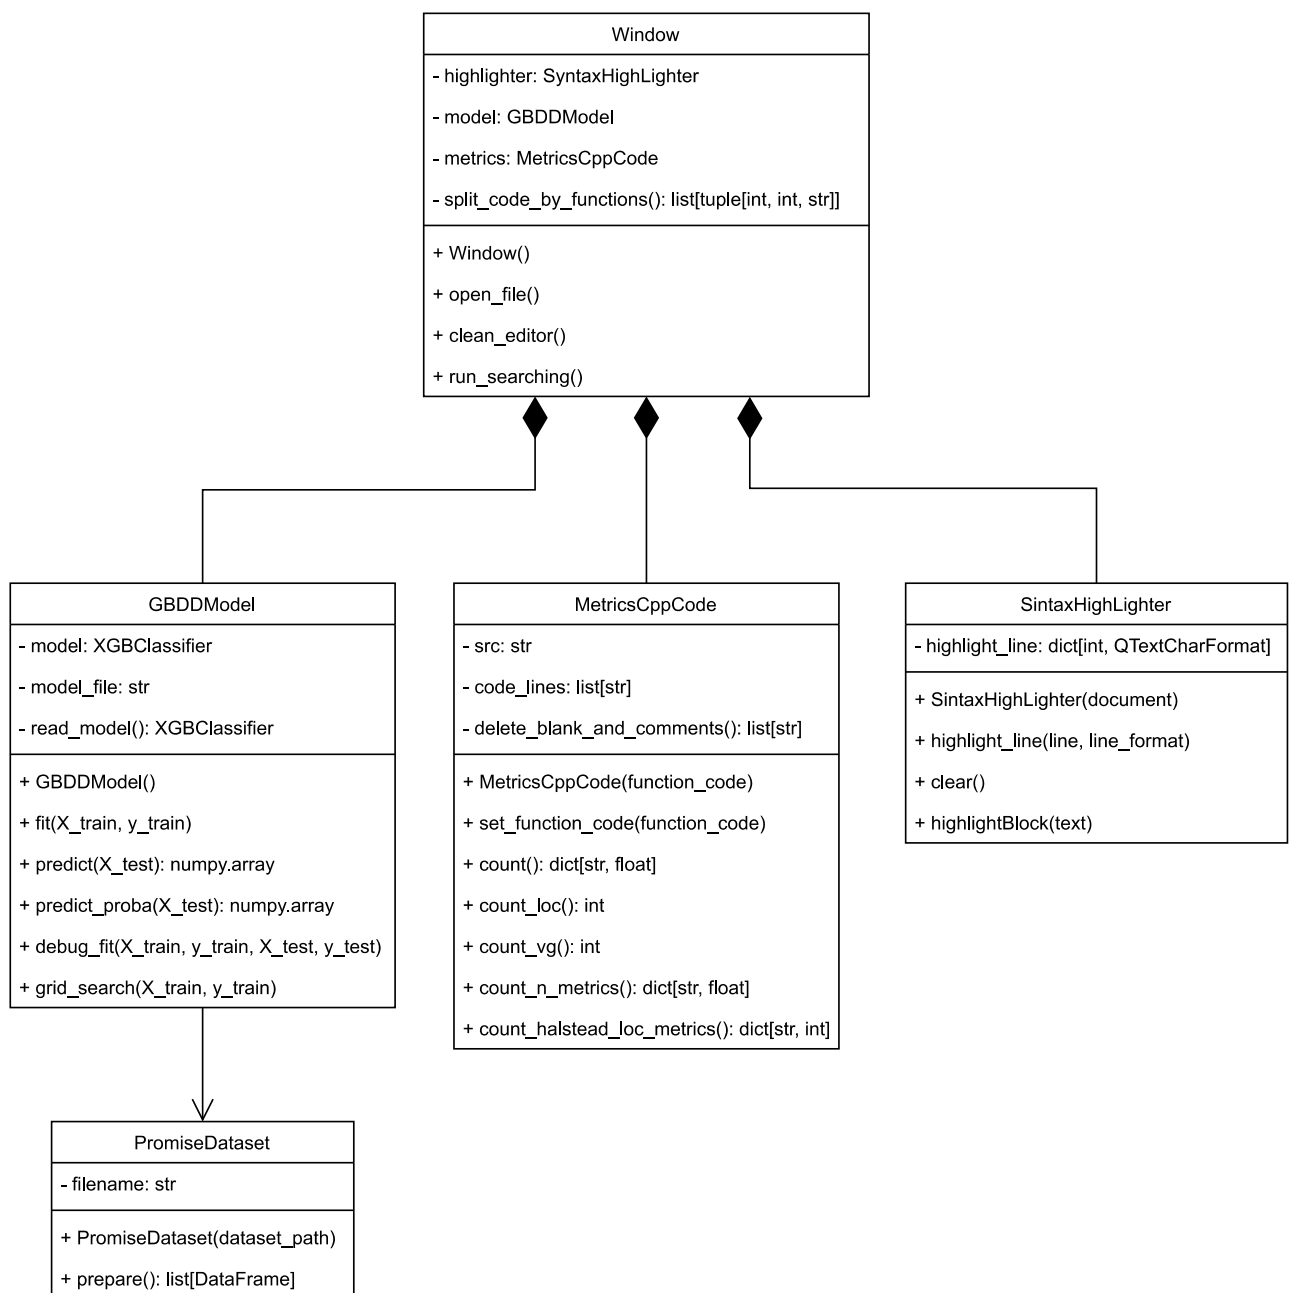 Window
- highlighter: SyntaxHighLighter
- model: GBDDModel
- metrics: MetricsCppCode
- split_code_by_functions(): list[tuple[int, int, str]]
+ Window()
+ open_file()
+ clean_editor()
+ run_searching()
GBDDModel
- model: XGBClassifier
- model_file: str
- read_model(): XGBClassifier
+ GBDDModel()
+ fit(X_train, y_train)
+ predict(X_test): numpy.array
+ predict_proba(X_test): numpy.array
+ debug_fit(X_train, y_train, X_test, y_test)
+ grid_search(X_train, y_train)
MetricsCppCode
- src: str
- code_lines: list[str]
- delete_blank_and_comments(): list[str]
+ MetricsCppCode(function_code)
+ set_function_code(function_code)
+ count(): dict[str, float]
+ count_loc(): int
+ count_vg(): int
+ count_n_metrics(): dict[str, float]
+ count_halstead_loc_metrics(): dict[str, int]
SintaxHighLighter
- highlight_line: dict[int, QTextCharFormat]
+ SintaxHighLighter(document)
+ highlight_line(line, line_format)
+ clear()
+ highlightBlock(text)
PromiseDataset
- filename: str
+ PromiseDataset(dataset_path)
+ prepare(): list[DataFrame]